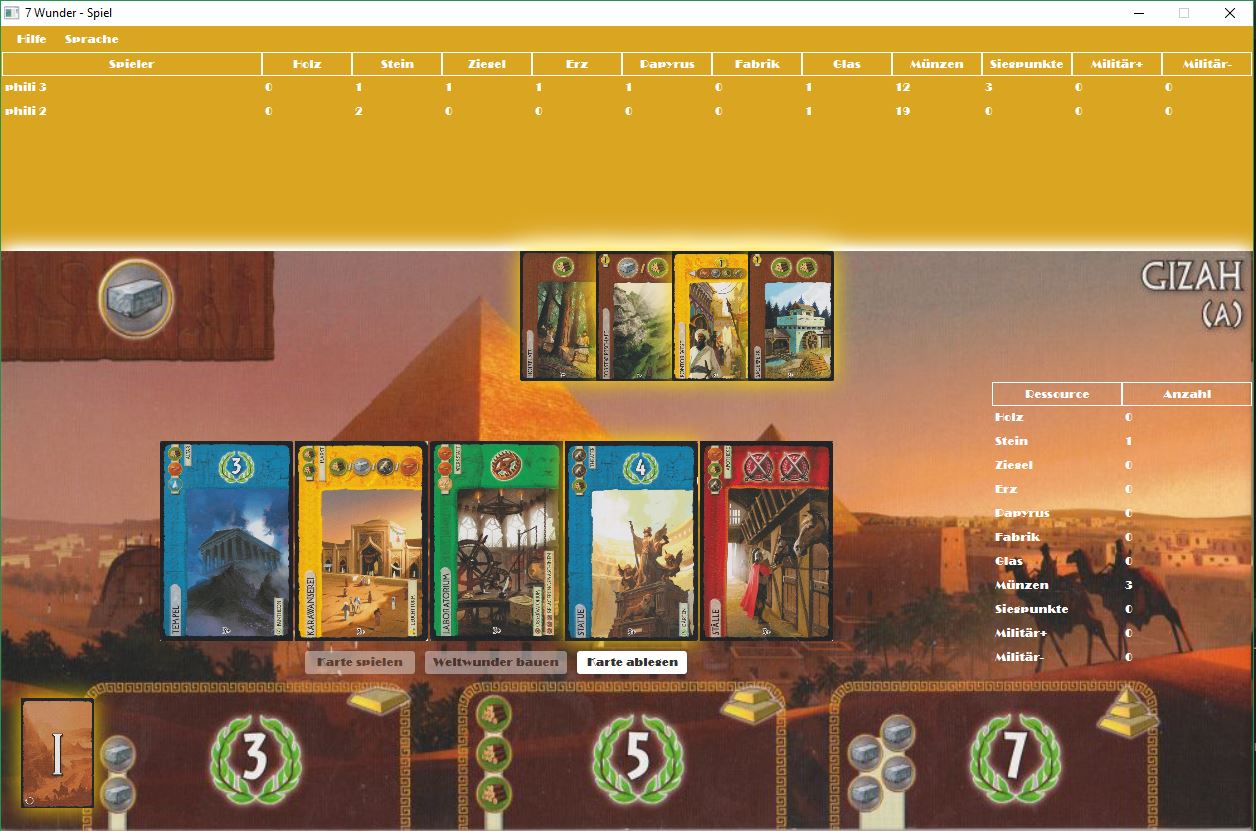 7 Wunder - Spiel
Hilfe Sprache
Spieler Holz Stein Ziegel Erz Papyrus Fabrik Glas Münzen Siegpunkte Militär+ Militär-
phili 3 0 1 1 1 1 0 1 12 3 0 0
phili 2 0 2 0 0 0 0 1 19 0 0 0
GIZAH
(A)
Ressource Anzahl
Holz 0
Stein 1
Ziegel 0
Erz 0
Papyrus 0
Fabrik 0
Glas 0
Münzen 3
Siegpunkte 0
Militär+ 0
Militär- 0
3
4
TEMPEL
KARAWANSEREI
LABORATORIUM
STATUE
STÄLLE
Karte spielen Weltwunder bauen Karte ablegen
I
3 5 7